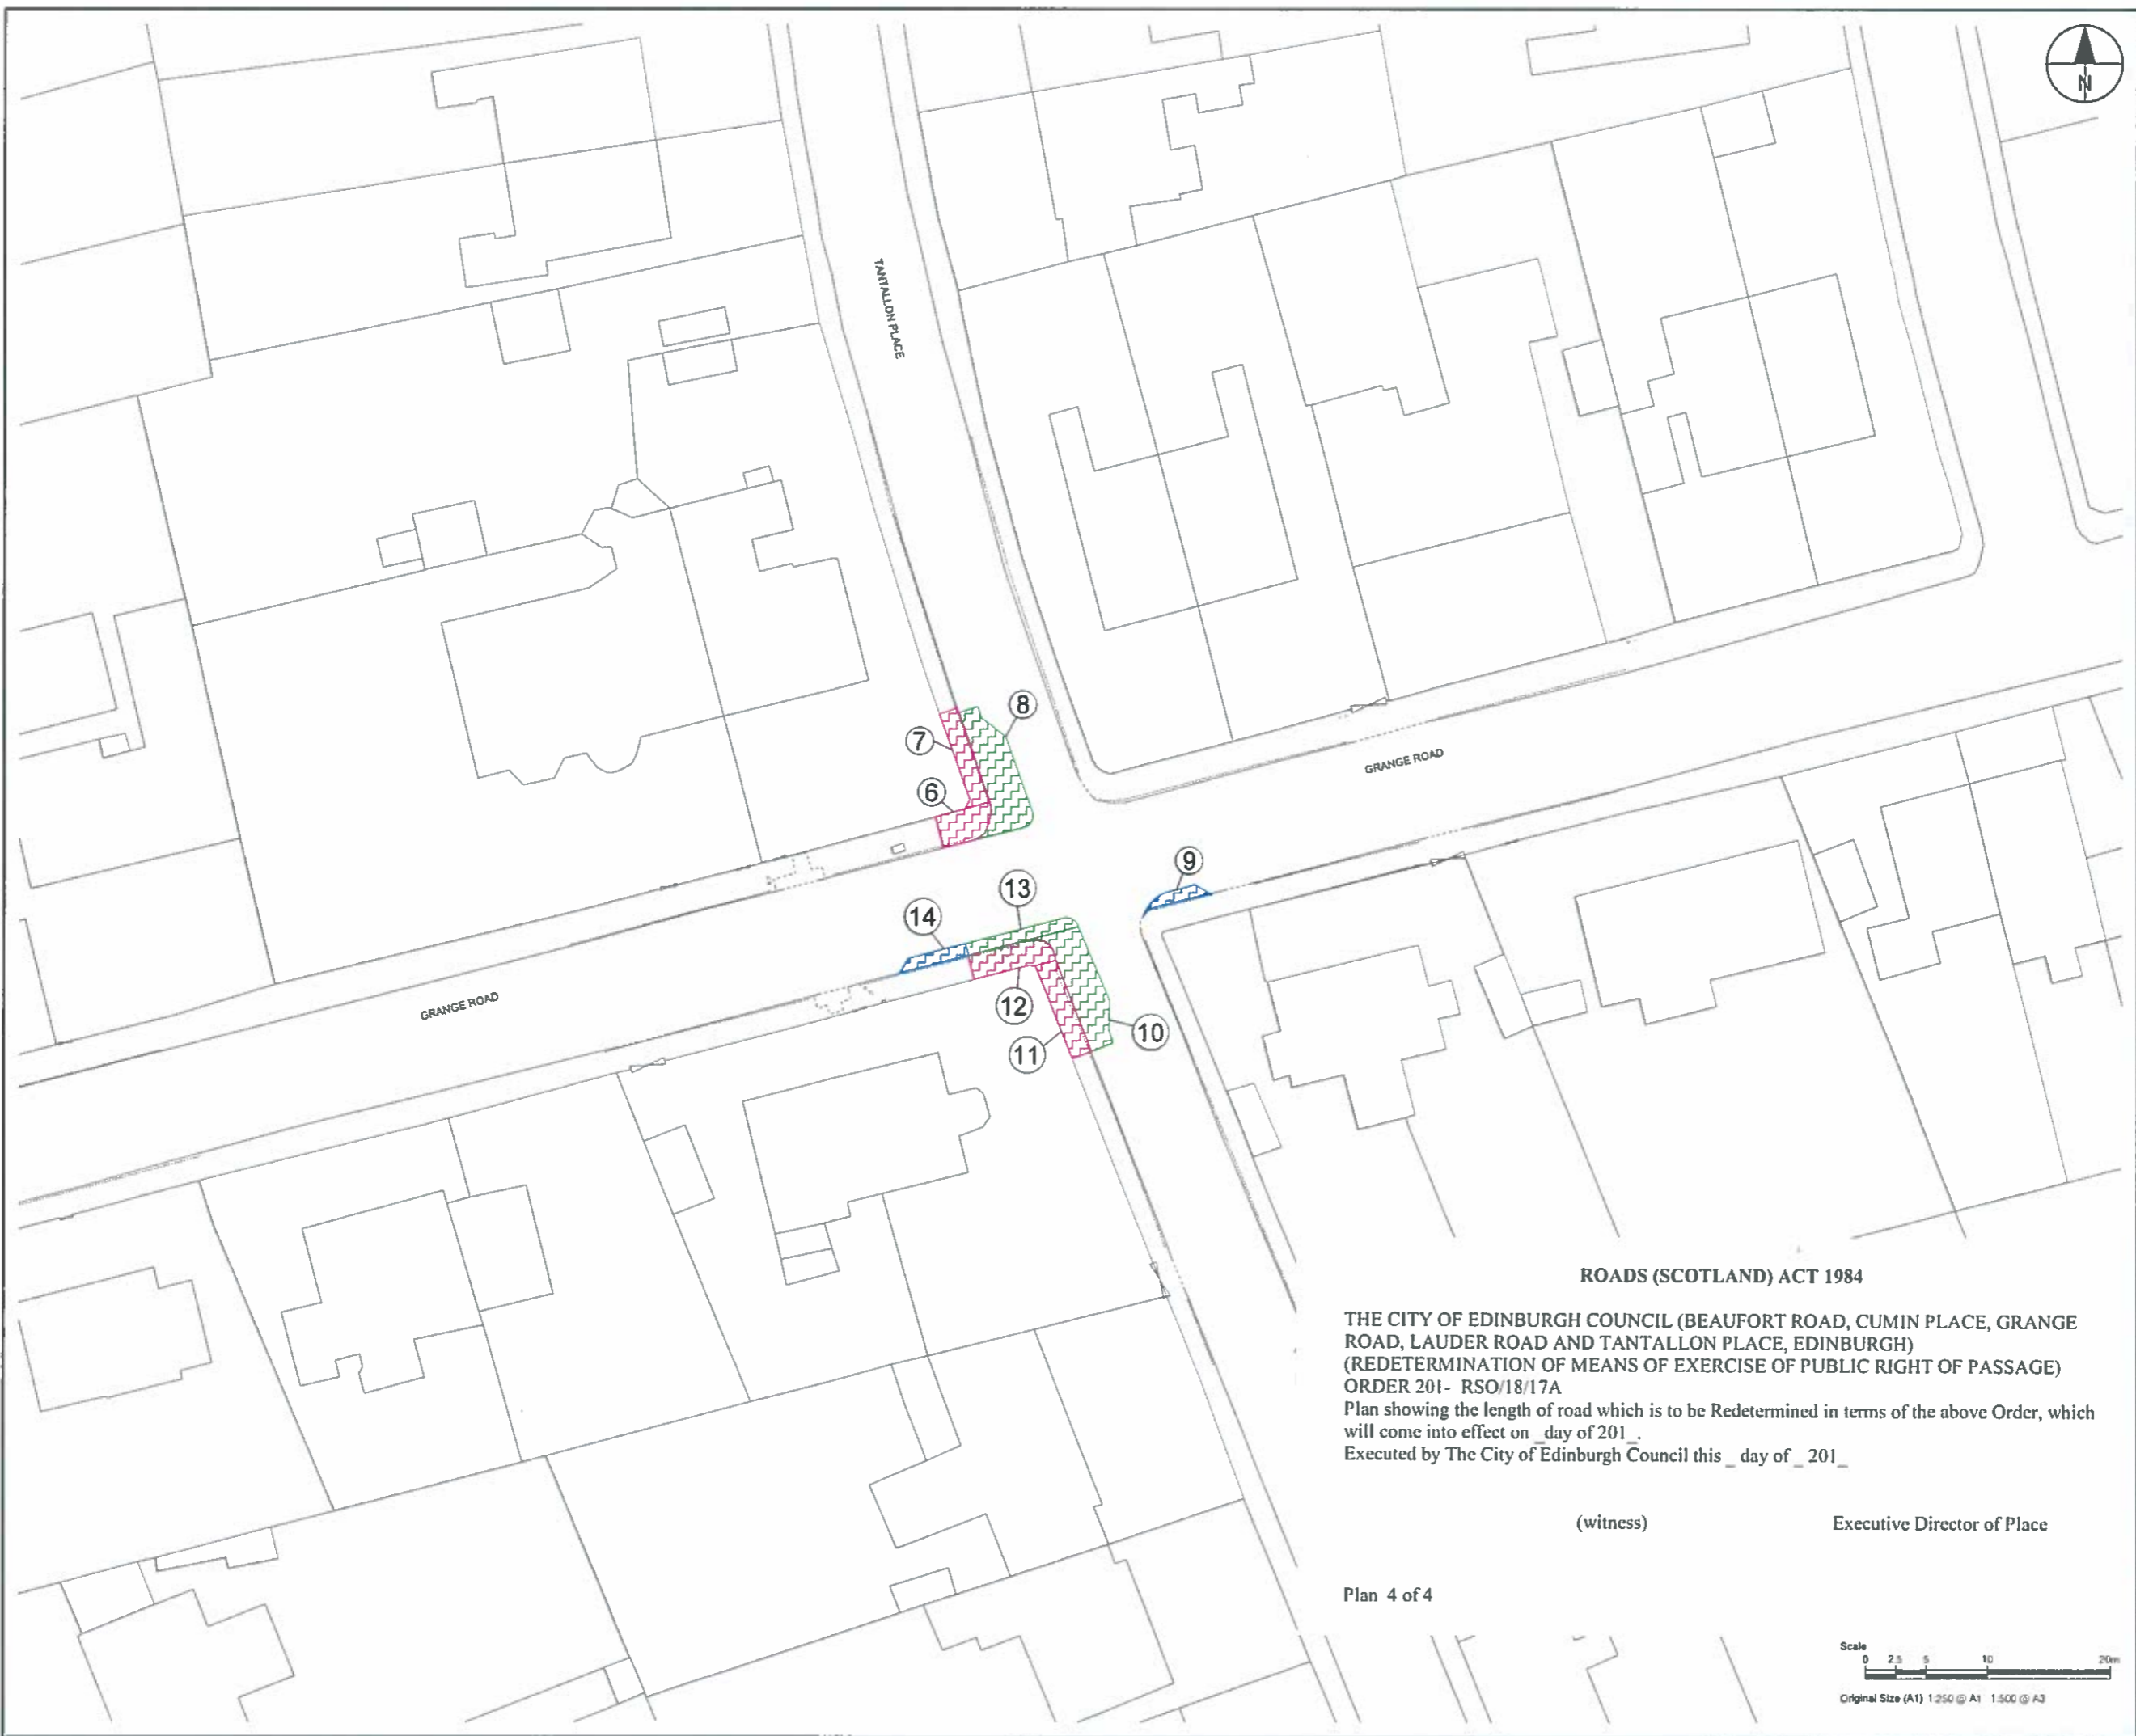 N
TANTALLON PLACE
8
7
6
GRANGE ROAD
9
13
14
GRANGE ROAD
12
10
11
ROADS (SCOTLAND) ACT 1984
THE CITY OF EDINBURGH COUNCIL (BEAUFORT ROAD, CUMIN PLACE, GRANGE
ROAD, LAUDER ROAD AND TANTALLON PLACE, EDINBURGH)
(REDETERMINATION OF MEANS OF EXERCISE OF PUBLIC RIGHT OF PASSAGE)
ORDER 201- RSO/18/17A
Plan showing the length of road which is to be Redetermined in terms of the above Order, which
will come into effect on _day of 201_.
Executed by The City of Edinburgh Council this _ day of _ 201_
(witness) Executive Director of Place
Plan 4 of 4
Scale
0 2.5 5 10 20m
Original Size (A1) 1:250 @ A1 1:500 @ A3